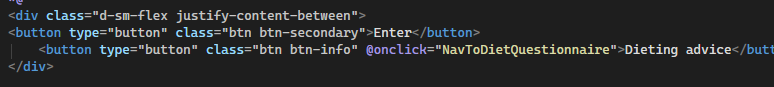 *@
<div class="d-sm-flex justify-content-between">
<button type="button" class="btn btn-secondary">Enter</button>
<button type="button" class="btn btn-info" @onclick="NavToDietQuestionnaire">Dieting advice</butt
</div>